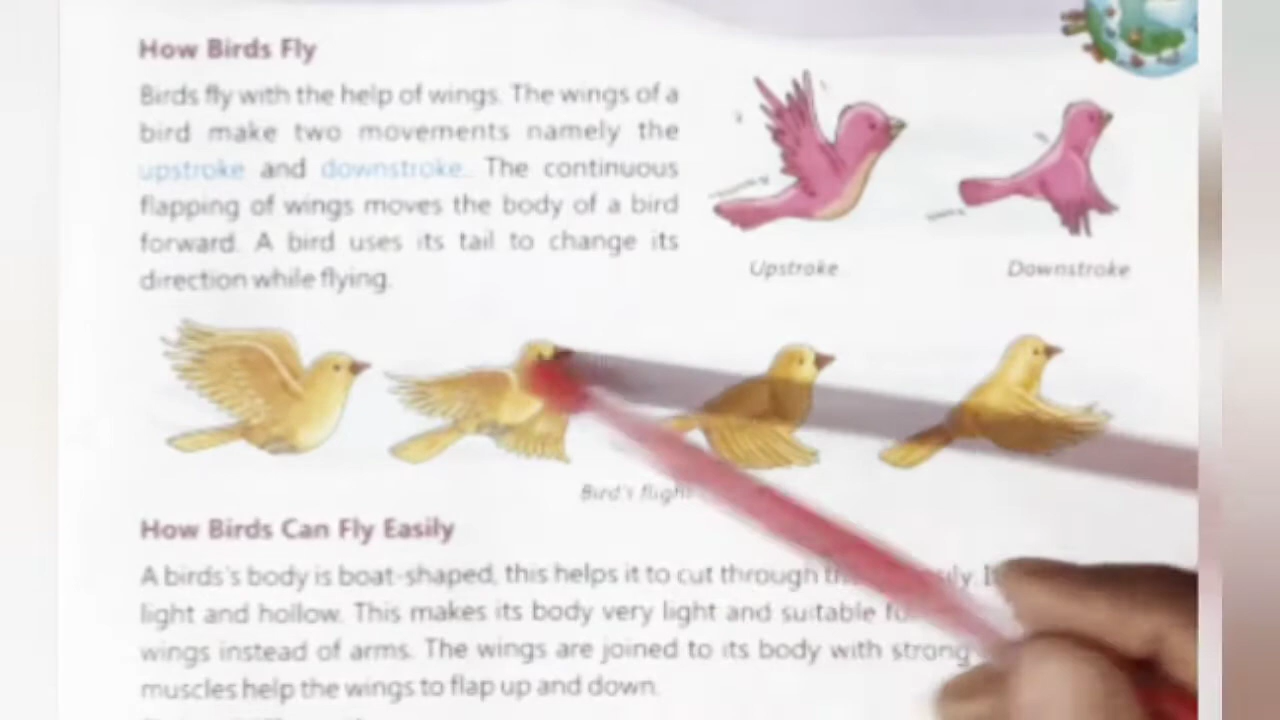 How Birds Fly
Birds fly with the help of wings. The wings of a
bird make two movements namely the
upstroke and downstroke. The continuous
flapping of wings moves the body of a bird
forward. A bird uses its tail to change its
direction while flying.
Upstroke
Downstroke
Bird's flight
How Birds Can Fly Easily
A birds's body is boat-shaped, this helps it to cut through
light and hollow. This makes its body very light and suitable
wings instead of arms. The wings are joined to its body with strong
muscles help the wings to flap up and down.